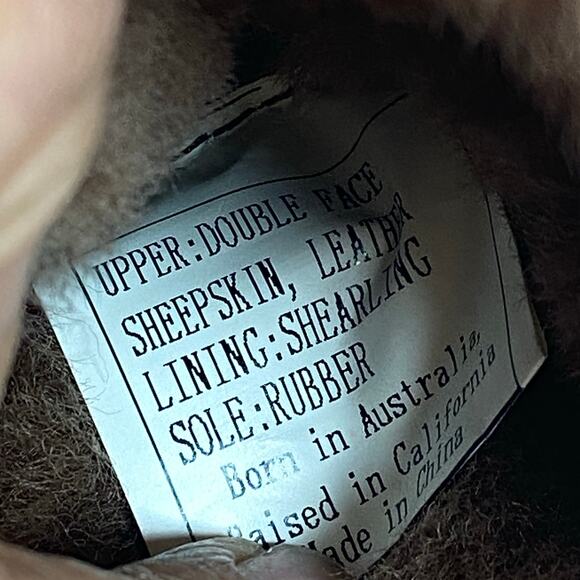 UPPER:DOUBLE FACE
SHEEPSKIN, LEATHER
LINING:SHEARLING
SOLE:RUBBER
Born in Australia,
Raised in California
Made in China